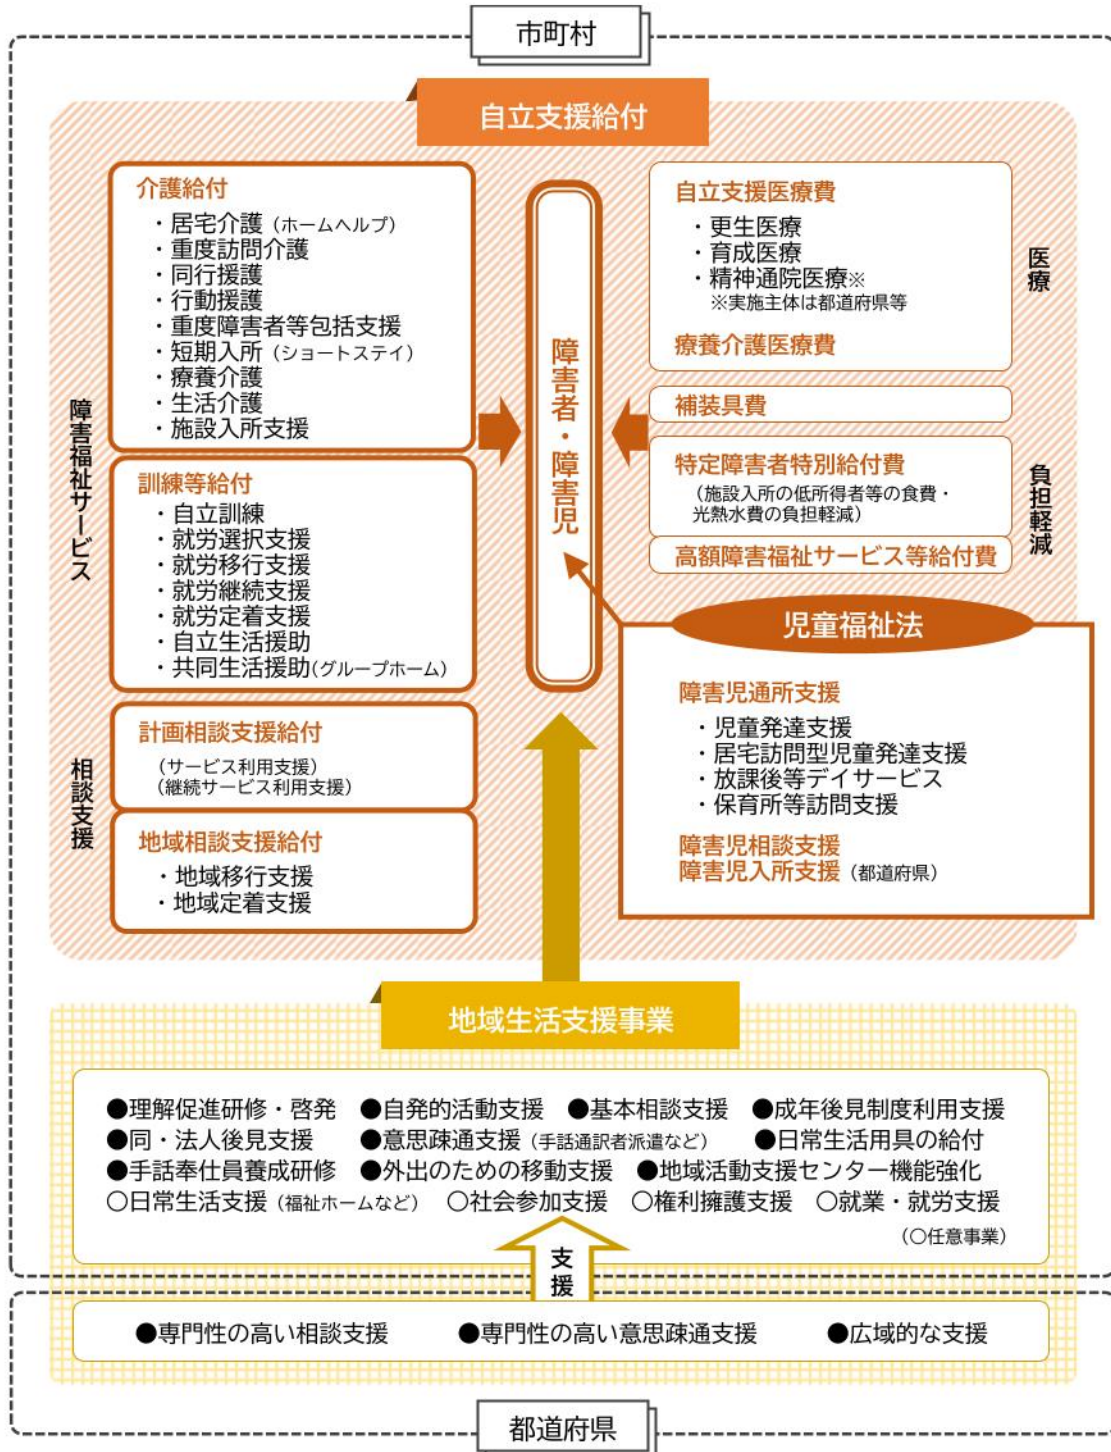 市町村
自立支援給付
障害福祉サービス
介護給付
・居宅介護（ホームヘルプ）
・重度訪問介護
・同行援護
・行動援護
・重度障害者等包括支援
・短期入所（ショートステイ）
・療養介護
・生活介護
・施設入所支援
訓練等給付
・自立訓練
・就労選択支援
・就労移行支援
・就労継続支援
・就労定着支援
・自立生活援助
・共同生活援助(グループホーム)
相談支援
計画相談支援給付
（サービス利用支援）
（継続サービス利用支援）
地域相談支援給付
・地域移行支援
・地域定着支援
障害者・障害児
医療
自立支援医療費
・更生医療
・育成医療
・精神通院医療※
※実施主体は都道府県等
療養介護医療費
補装具費
負担軽減
特定障害者特別給付費
（施設入所の低所得者等の食費・
光熱水費の負担軽減）
高額障害福祉サービス等給付費
児童福祉法
障害児通所支援
・児童発達支援
・居宅訪問型児童発達支援
・放課後等デイサービス
・保育所等訪問支援
障害児相談支援
障害児入所支援（都道府県）
地域生活支援事業
●理解促進研修・啓発 ●自発的活動支援 ●基本相談支援 ●成年後見制度利用支援
●同・法人後見支援 ●意思疎通支援（手話通訳者派遣など） ●日常生活用具の給付
●手話奉仕員養成研修 ●外出のための移動支援 ●地域活動支援センター機能強化
○日常生活支援（福祉ホームなど） ○社会参加支援 ○権利擁護支援 ○就業・就労支援
（○任意事業）
支援
●専門性の高い相談支援 ●専門性の高い意思疎通支援 ●広域的な支援
都道府県